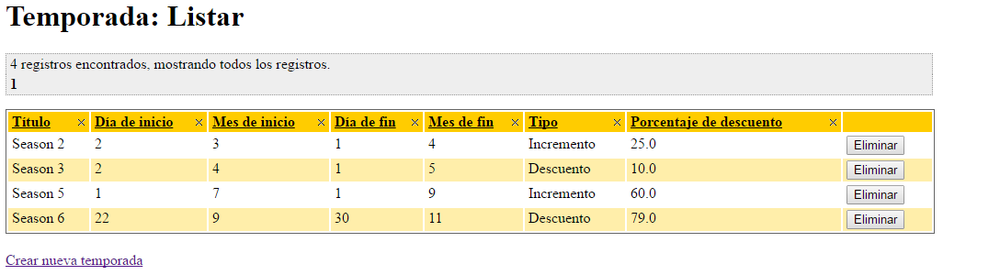 Temporada: Listar
4 registros encontrados, mostrando todos los registros.
1
Título Día de inicio Mes de inicio Día de fin Mes de fin Tipo Porcentaje de descuento
Season 2 2 3 1 4 Incremento 25.0 Eliminar
Season 3 2 4 1 5 Descuento 10.0 Eliminar
Season 5 1 7 1 9 Incremento 60.0 Eliminar
Season 6 22 9 30 11 Descuento 79.0 Eliminar
Crear nueva temporada